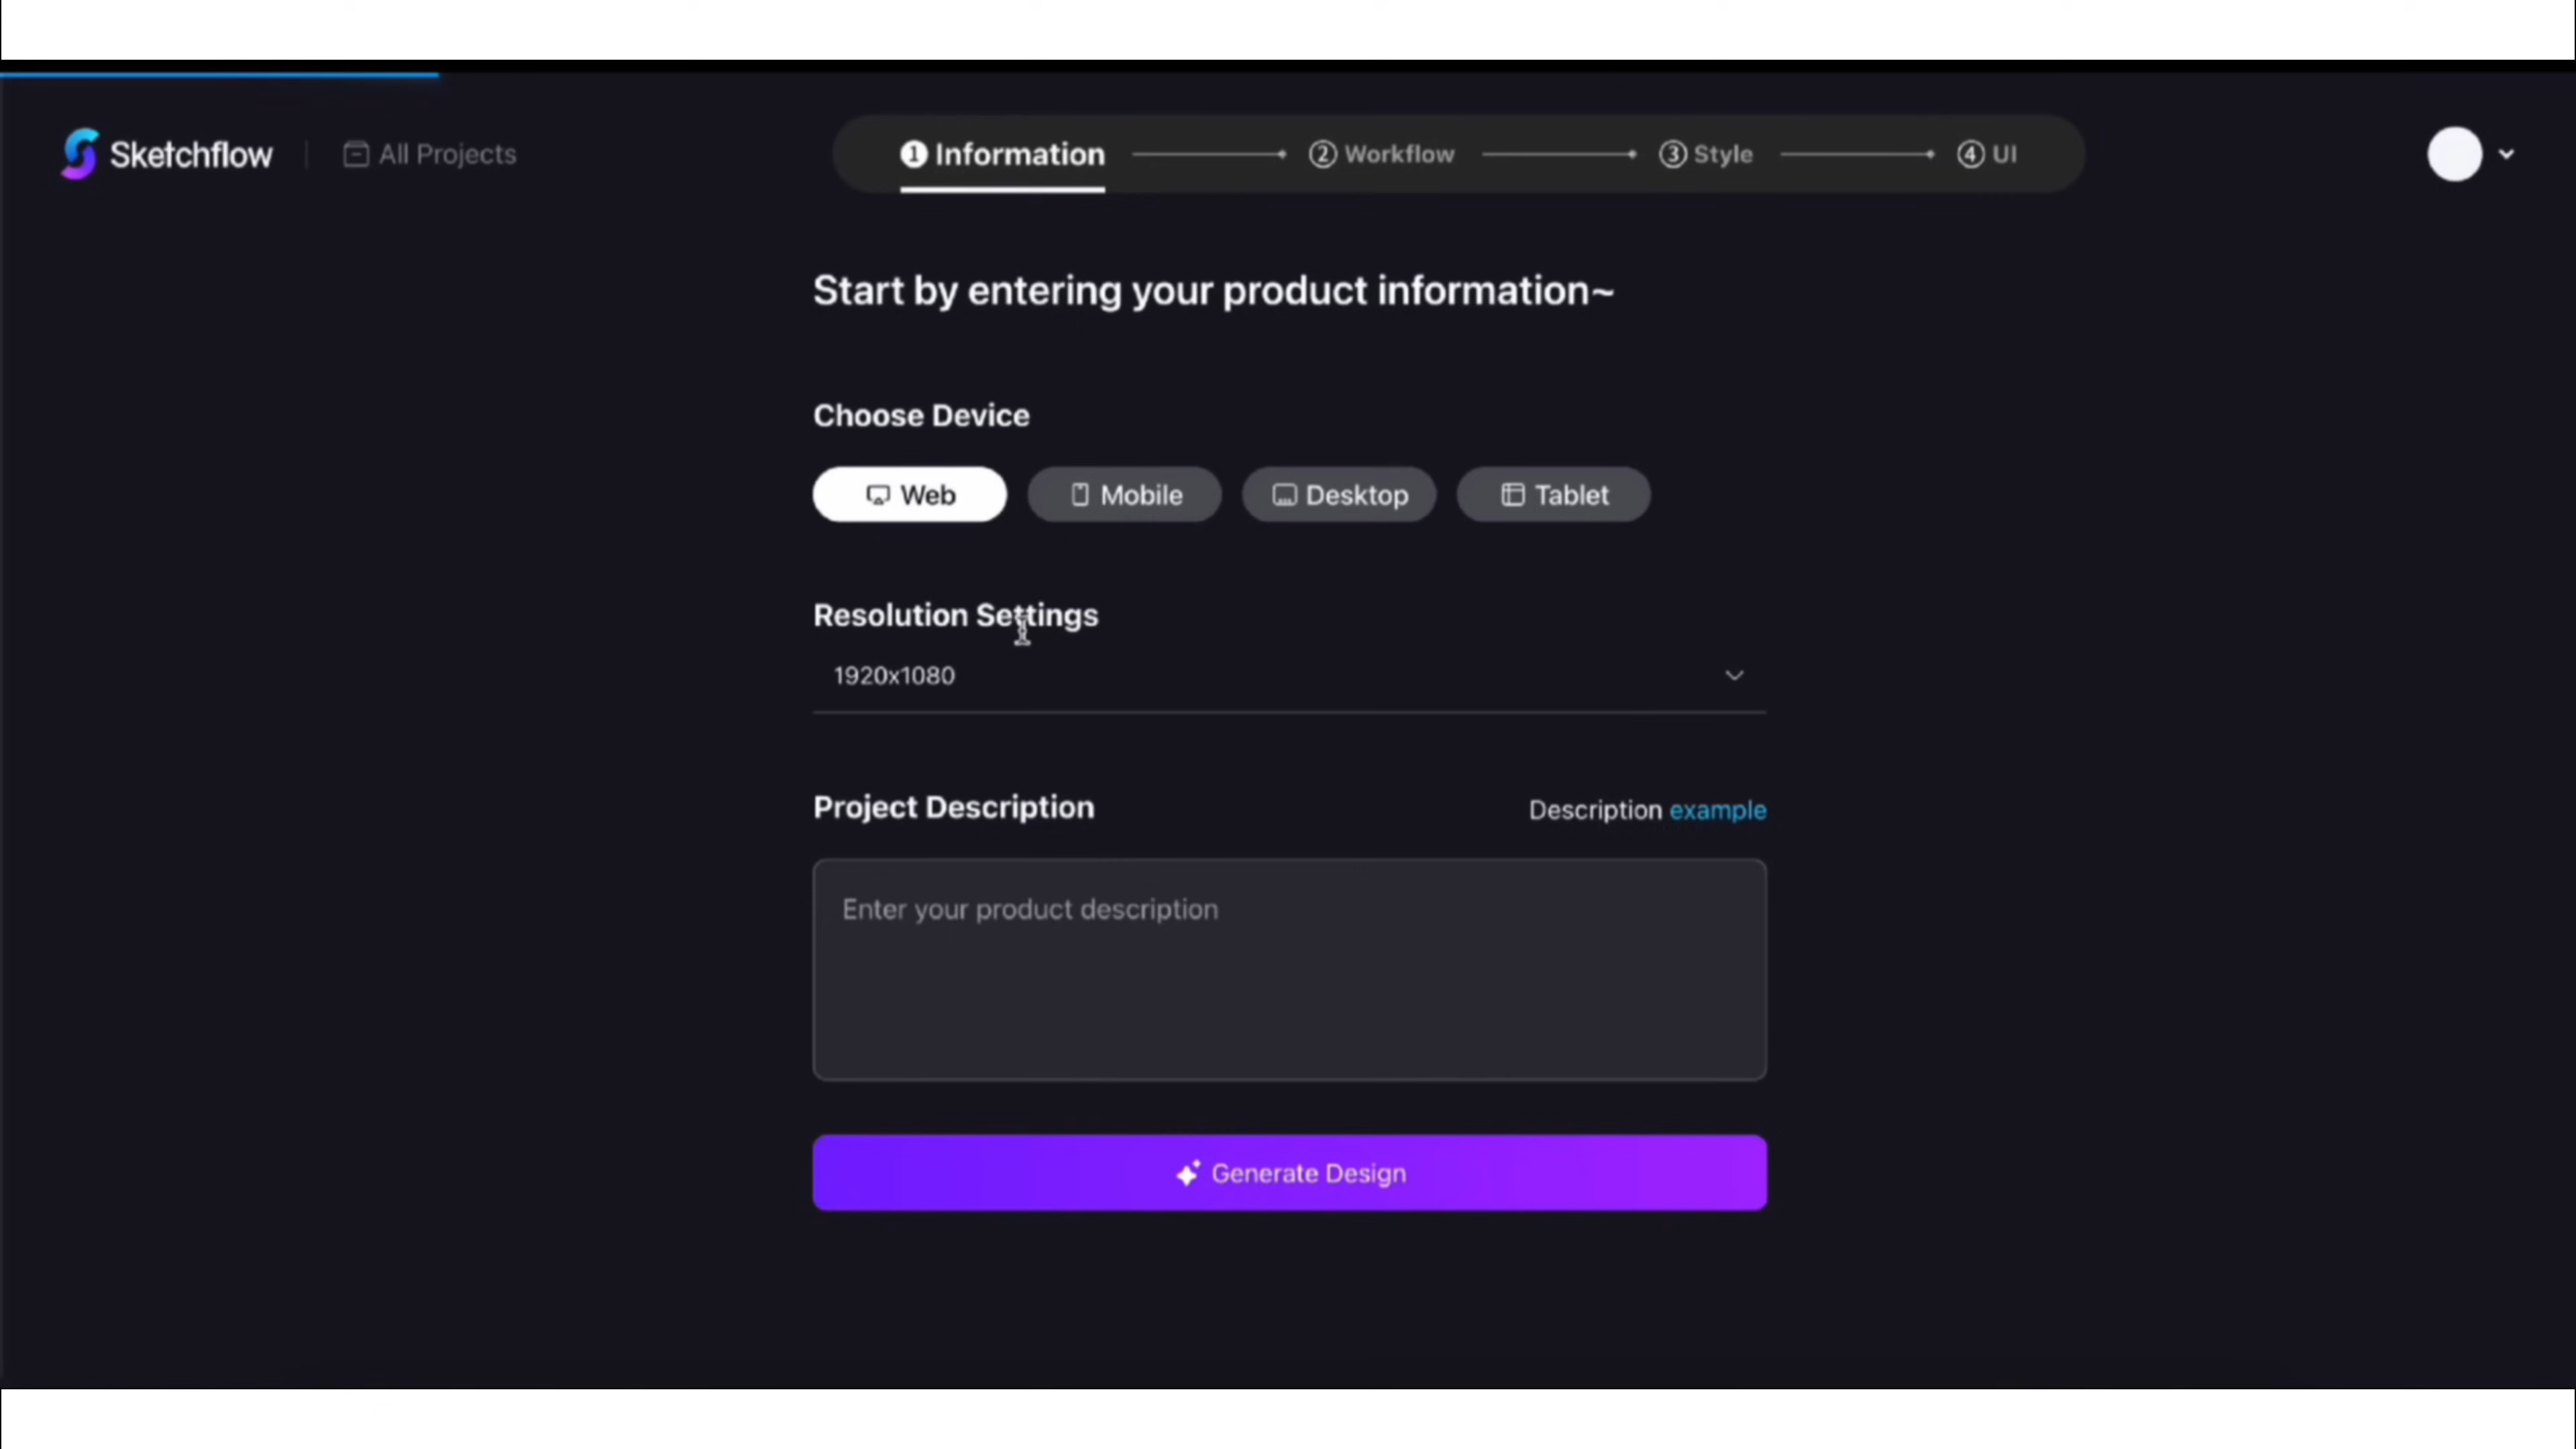 Sketchflow
All Projects
1 Information
2 Workflow
3 Style
4 UI
Start by entering your product information~
Choose Device
Web
Mobile
Desktop
Tablet
Resolution Settings
1920x1080
Project Description
Description example
Enter your product description
Generate Design